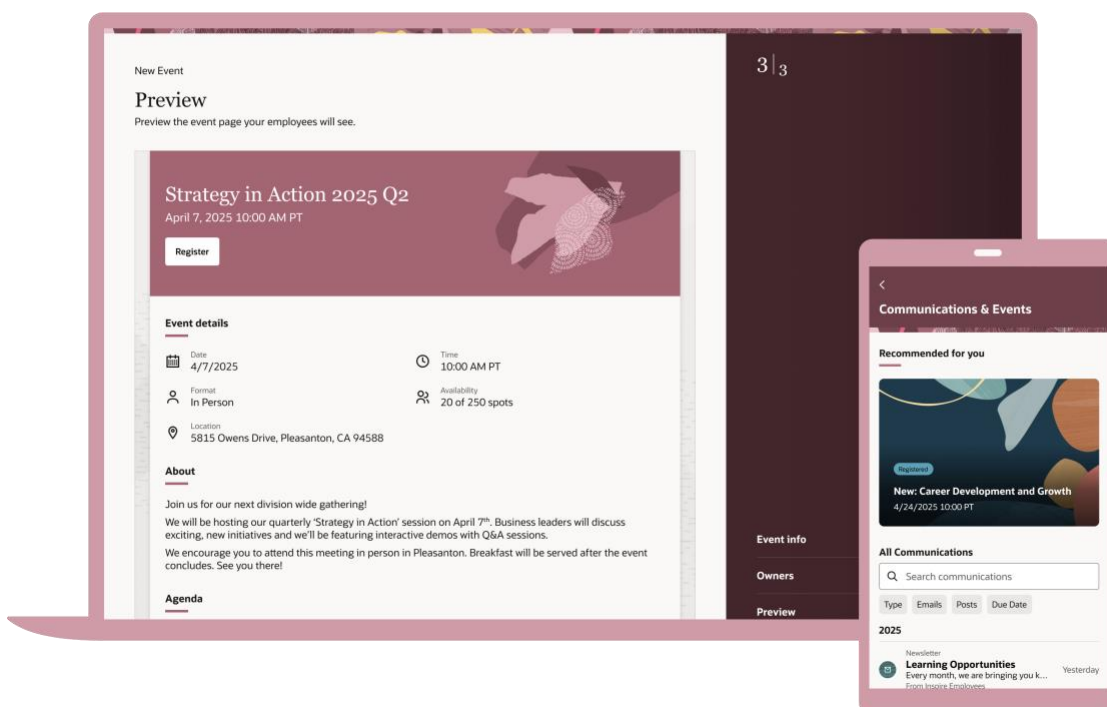 New Event
Preview
Preview the event page your employees will see.
Strategy in Action 2025 Q2
April 7, 2025 10:00 AM PT
Register
Event details
Date
4/7/2025
Time
10:00 AM PT
Format
In Person
Availability
20 of 250 spots
Location
5815 Owens Drive, Pleasanton, CA 94588
About
Join us for our next division wide gathering!
We will be hosting our quarterly ‘Strategy in Action’ session on April 7th. Business leaders will discuss
exciting, new initiatives and we’ll be featuring interactive demos with Q&A sessions.
We encourage you to attend this meeting in person in Pleasanton. Breakfast will be served after the event
concludes. See you there!
Agenda
3|3
Event info
Owners
Preview
Communications & Events
Recommended for you
Registered
New: Career Development and Growth
4/24/2025 10:00 PT
All Communications
Search communications
Type Emails Posts Due Date
2025
Newsletter
Learning Opportunities
Every month, we are bringing you k...
Yesterday
From Inspire Employees